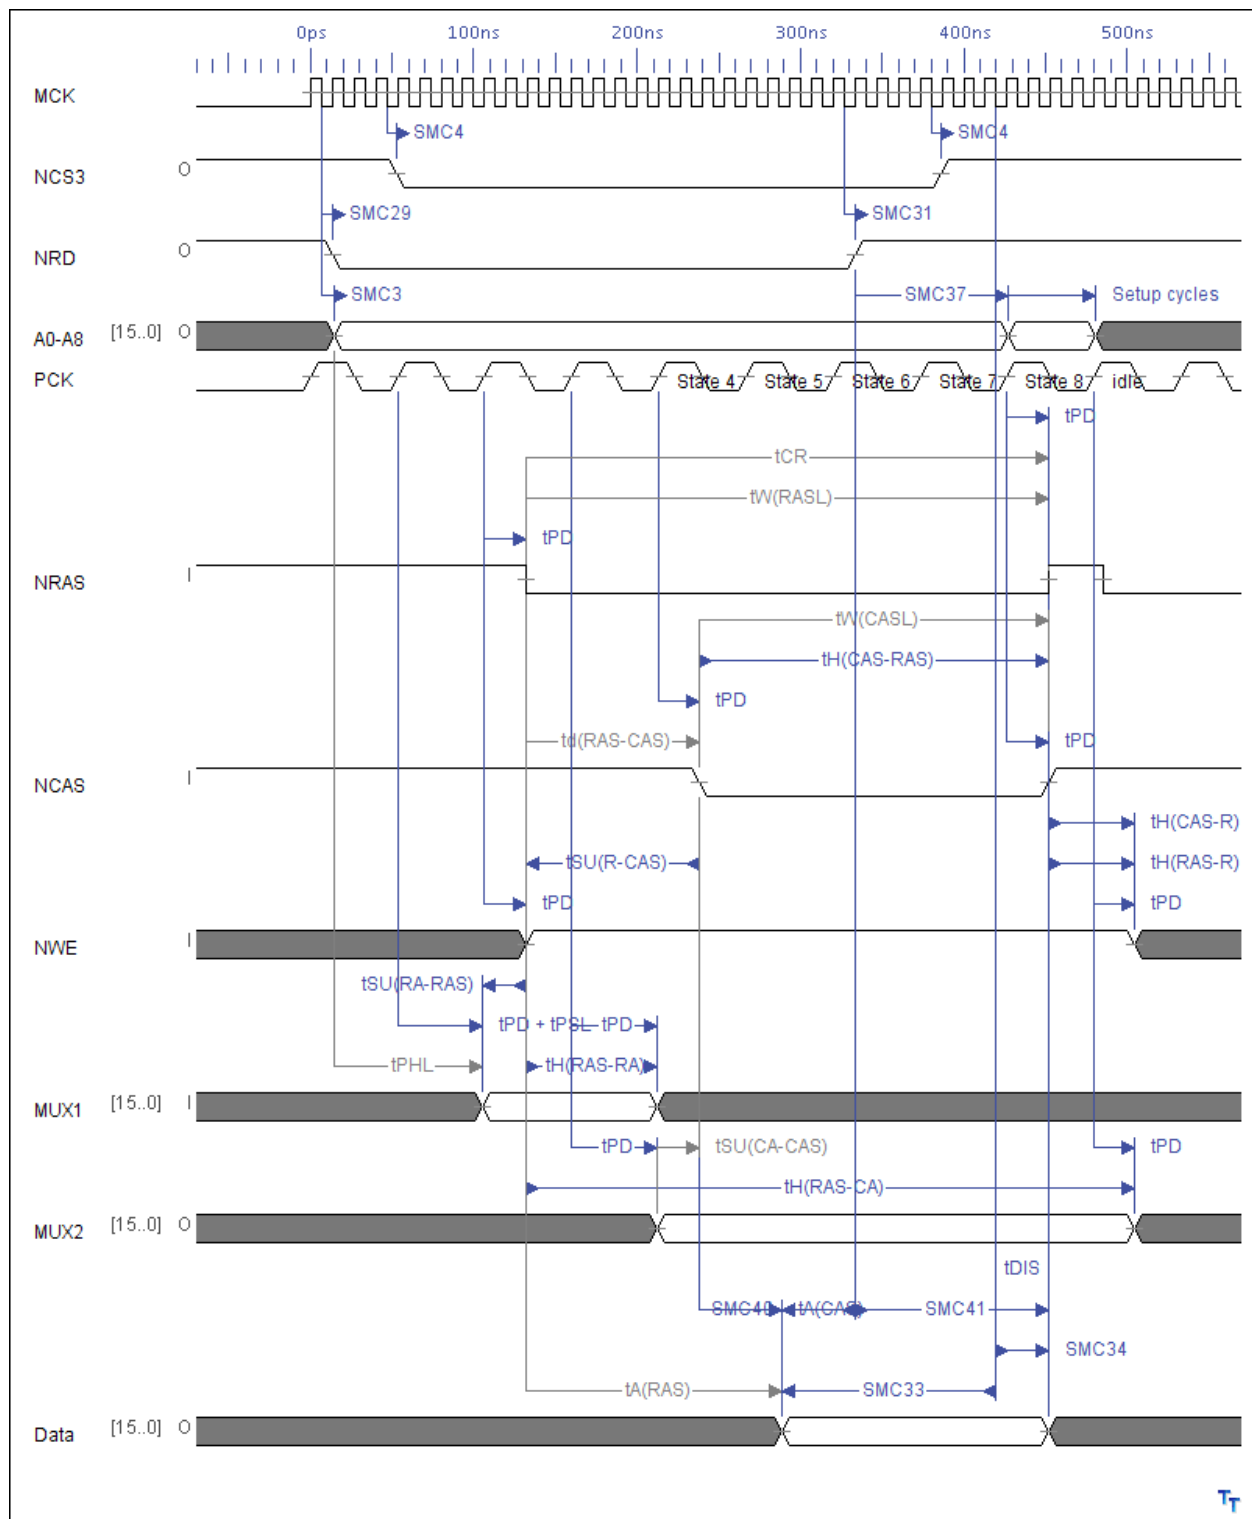 0ps 100ns 200ns 300ns 400ns 500ns
MCK
SMC4 SMC4
NCS3 O
SMC29 SMC31
NRD O
SMC3 SMC37 Setup cycles
A0-A8 [15..0] O
PCK State 4 State 5 State 6 State 7 State 8 idle
tPD
tCR
tW(RASL)
tPD
NRAS I
tW(CASL)
tH(CAS-RAS)
tPD
td(RAS-CAS) tPD
NCAS I
tH(CAS-R)
tSU(R-CAS) tH(RAS-R)
tPD tPD
NWE I
tSU(RA-RAS)
tPD + tPSL tPD
tPHL tH(RAS-RA)
MUX1 [15..0] I
tPD tSU(CA-CAS) tPD
tH(RAS-CA)
MUX2 [15..0] O
tDIS
SMC40 tA(CAS) SMC41
SMC34
tA(RAS) SMC33
Data [15..0] O
TT